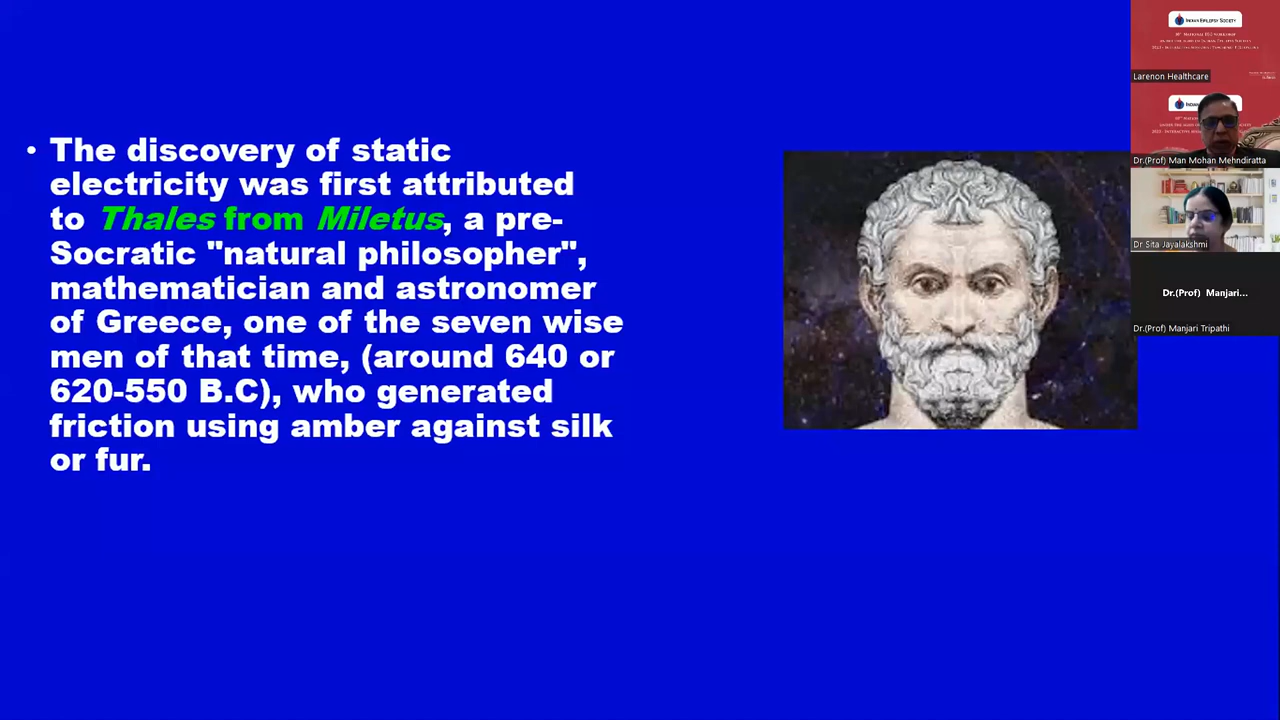 • The discovery of static
electricity was first attributed
to Thales from Miletus, a pre-
Socratic "natural philosopher",
mathematician and astronomer
of Greece, one of the seven wise
men of that time, (around 640 or
620-550 B.C), who generated
friction using amber against silk
or fur.
INDIAN EPILEPSY SOCIETY
Larenon Healthcare
Dr.(Prof) Man Mohan Mehndiratta
Dr Sita Jayalakshmi
Dr.(Prof) Manjari...
Dr.(Prof) Manjari Tripathi